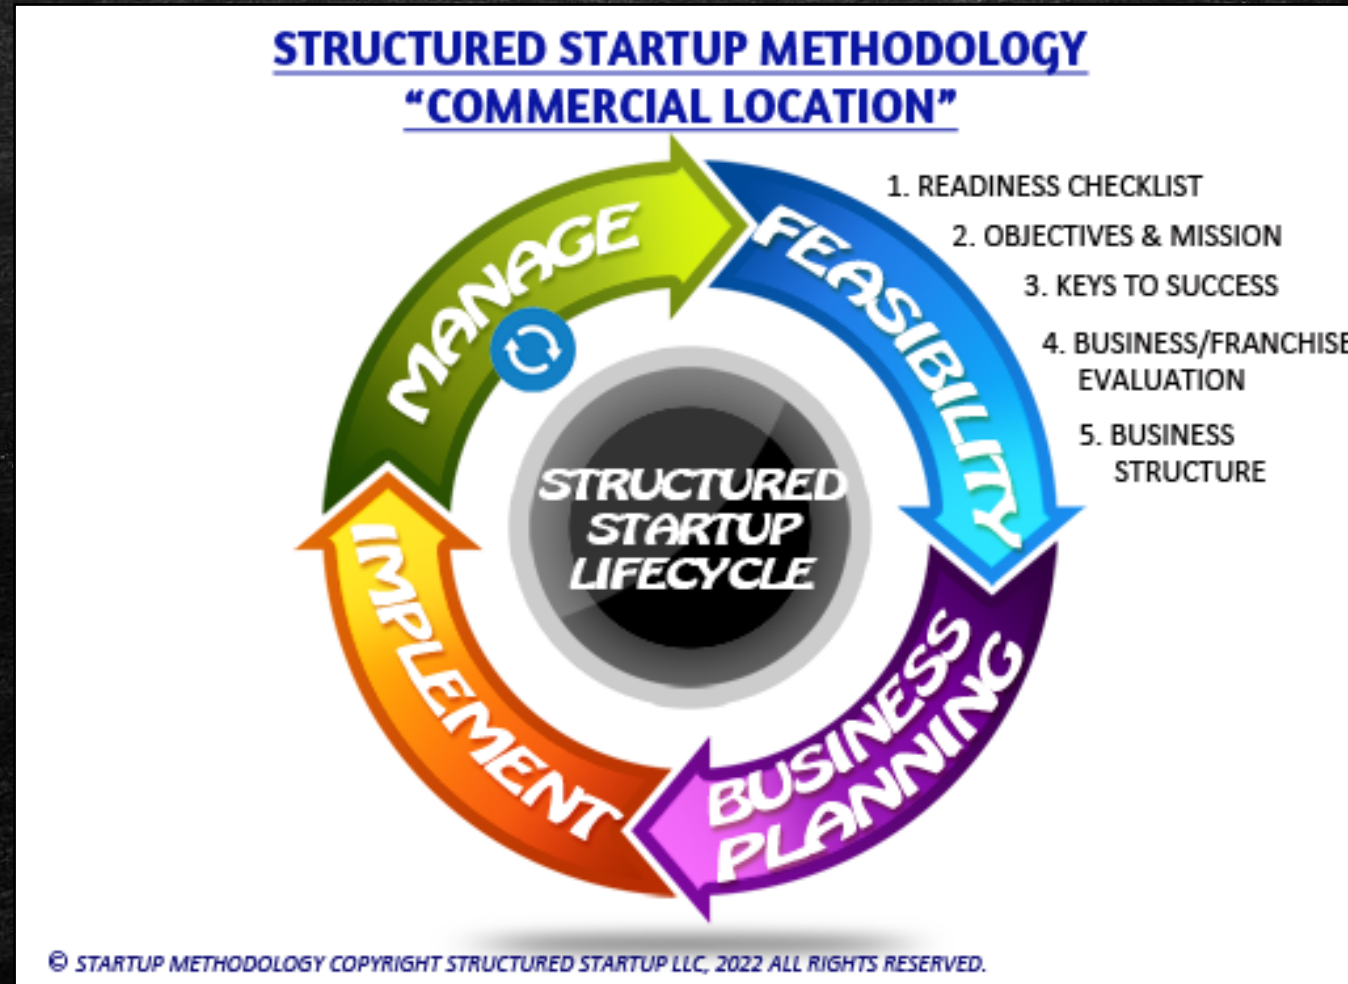 STRUCTURED STARTUP METHODOLOGY
“COMMERCIAL LOCATION”
1. READINESS CHECKLIST
2. OBJECTIVES & MISSION
3. KEYS TO SUCCESS
4. BUSINESS/FRANCHISE
EVALUATION
5. BUSINESS
STRUCTURE
MANAGE
FEASIBILITY
STRUCTURED
STARTUP
LIFECYCLE
IMPLEMENT
BUSINESS
PLANNING
© STARTUP METHODOLOGY COPYRIGHT STRUCTURED STARTUP LLC, 2022 ALL RIGHTS RESERVED.